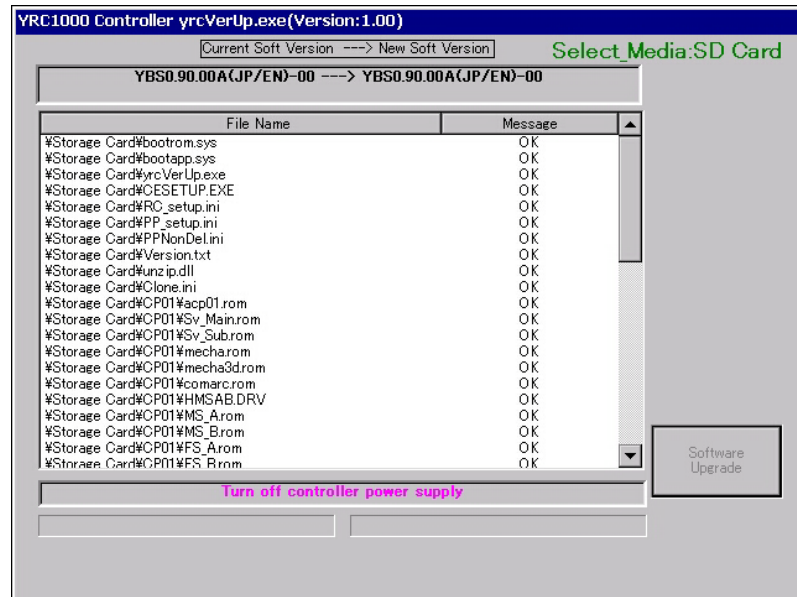 YRC1000 Controller yrcVerUp.exe(Version:1.00)
Current Soft Version ---> New Soft Version
Select_Media:SD Card
YBS0.90.00A(JP/EN)-00 ---> YBS0.90.00A(JP/EN)-00
File Name Message
¥Storage Card¥bootrom.sys OK
¥Storage Card¥bootapp.sys OK
¥Storage Card¥yrcVerUp.exe OK
¥Storage Card¥CESETUP.EXE OK
¥Storage Card¥RC_setup.ini OK
¥Storage Card¥PP_setup.ini OK
¥Storage Card¥PPNonDel.ini OK
¥Storage Card¥Version.txt OK
¥Storage Card¥unzip.dll OK
¥Storage Card¥Clone.ini OK
¥Storage Card¥CP01¥acp01.rom OK
¥Storage Card¥CP01¥Sv_Main.rom OK
¥Storage Card¥CP01¥Sv_Sub.rom OK
¥Storage Card¥CP01¥mecha.rom OK
¥Storage Card¥CP01¥mecha3d.rom OK
¥Storage Card¥CP01¥comarc.rom OK
¥Storage Card¥CP01¥HMSAB.DRV OK
¥Storage Card¥CP01¥MS_A.rom OK
¥Storage Card¥CP01¥MS_B.rom OK
¥Storage Card¥CP01¥FS_A.rom OK
¥Storage Card¥CP01¥FS_B.rom OK
Software
Upgrade
Turn off controller power supply